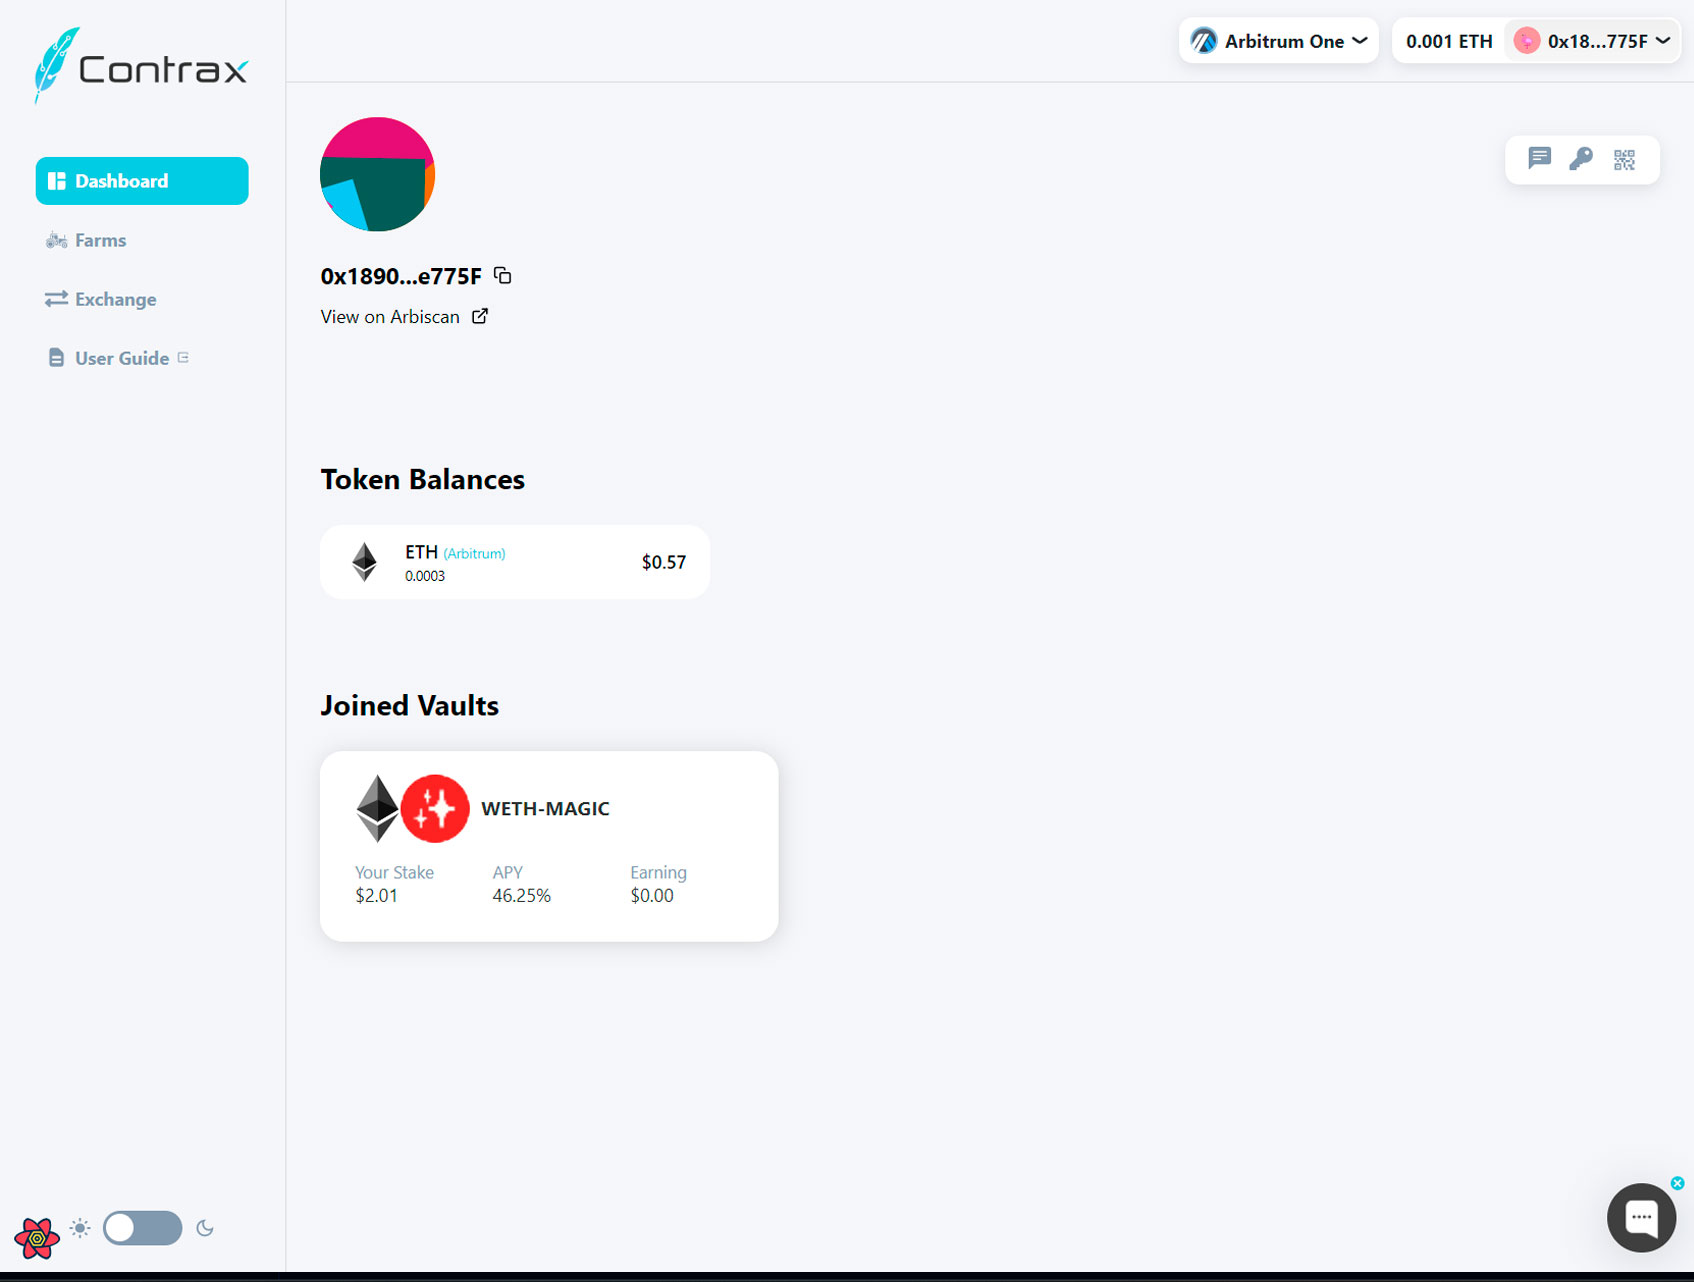 Contrax
Arbitrum One
0.001 ETH
0x18...775F
Dashboard
Farms
Exchange
User Guide
0x1890...e775F
View on Arbiscan
Token Balances
ETH (Arbitrum)
0.0003
$0.57
Joined Vaults
WETH-MAGIC
Your Stake
$2.01
APY
46.25%
Earning
$0.00